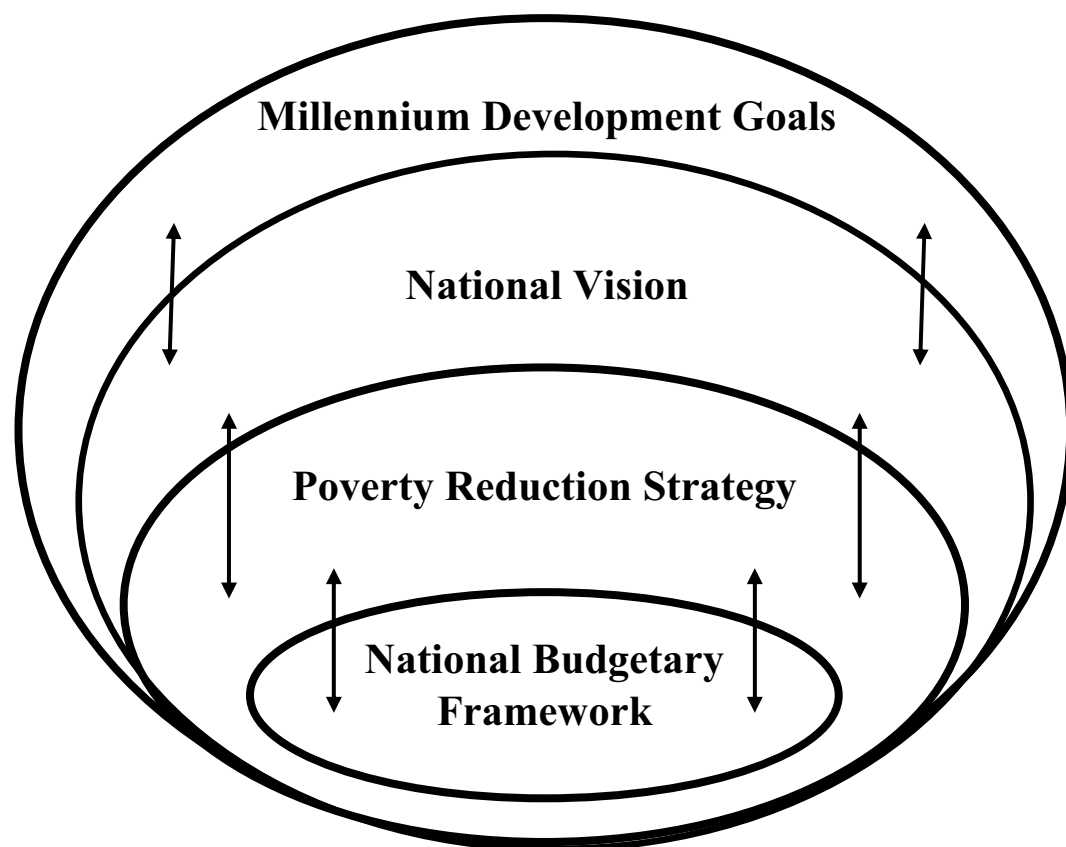 Millennium Development Goals
National Vision
Poverty Reduction Strategy
National Budgetary
Framework